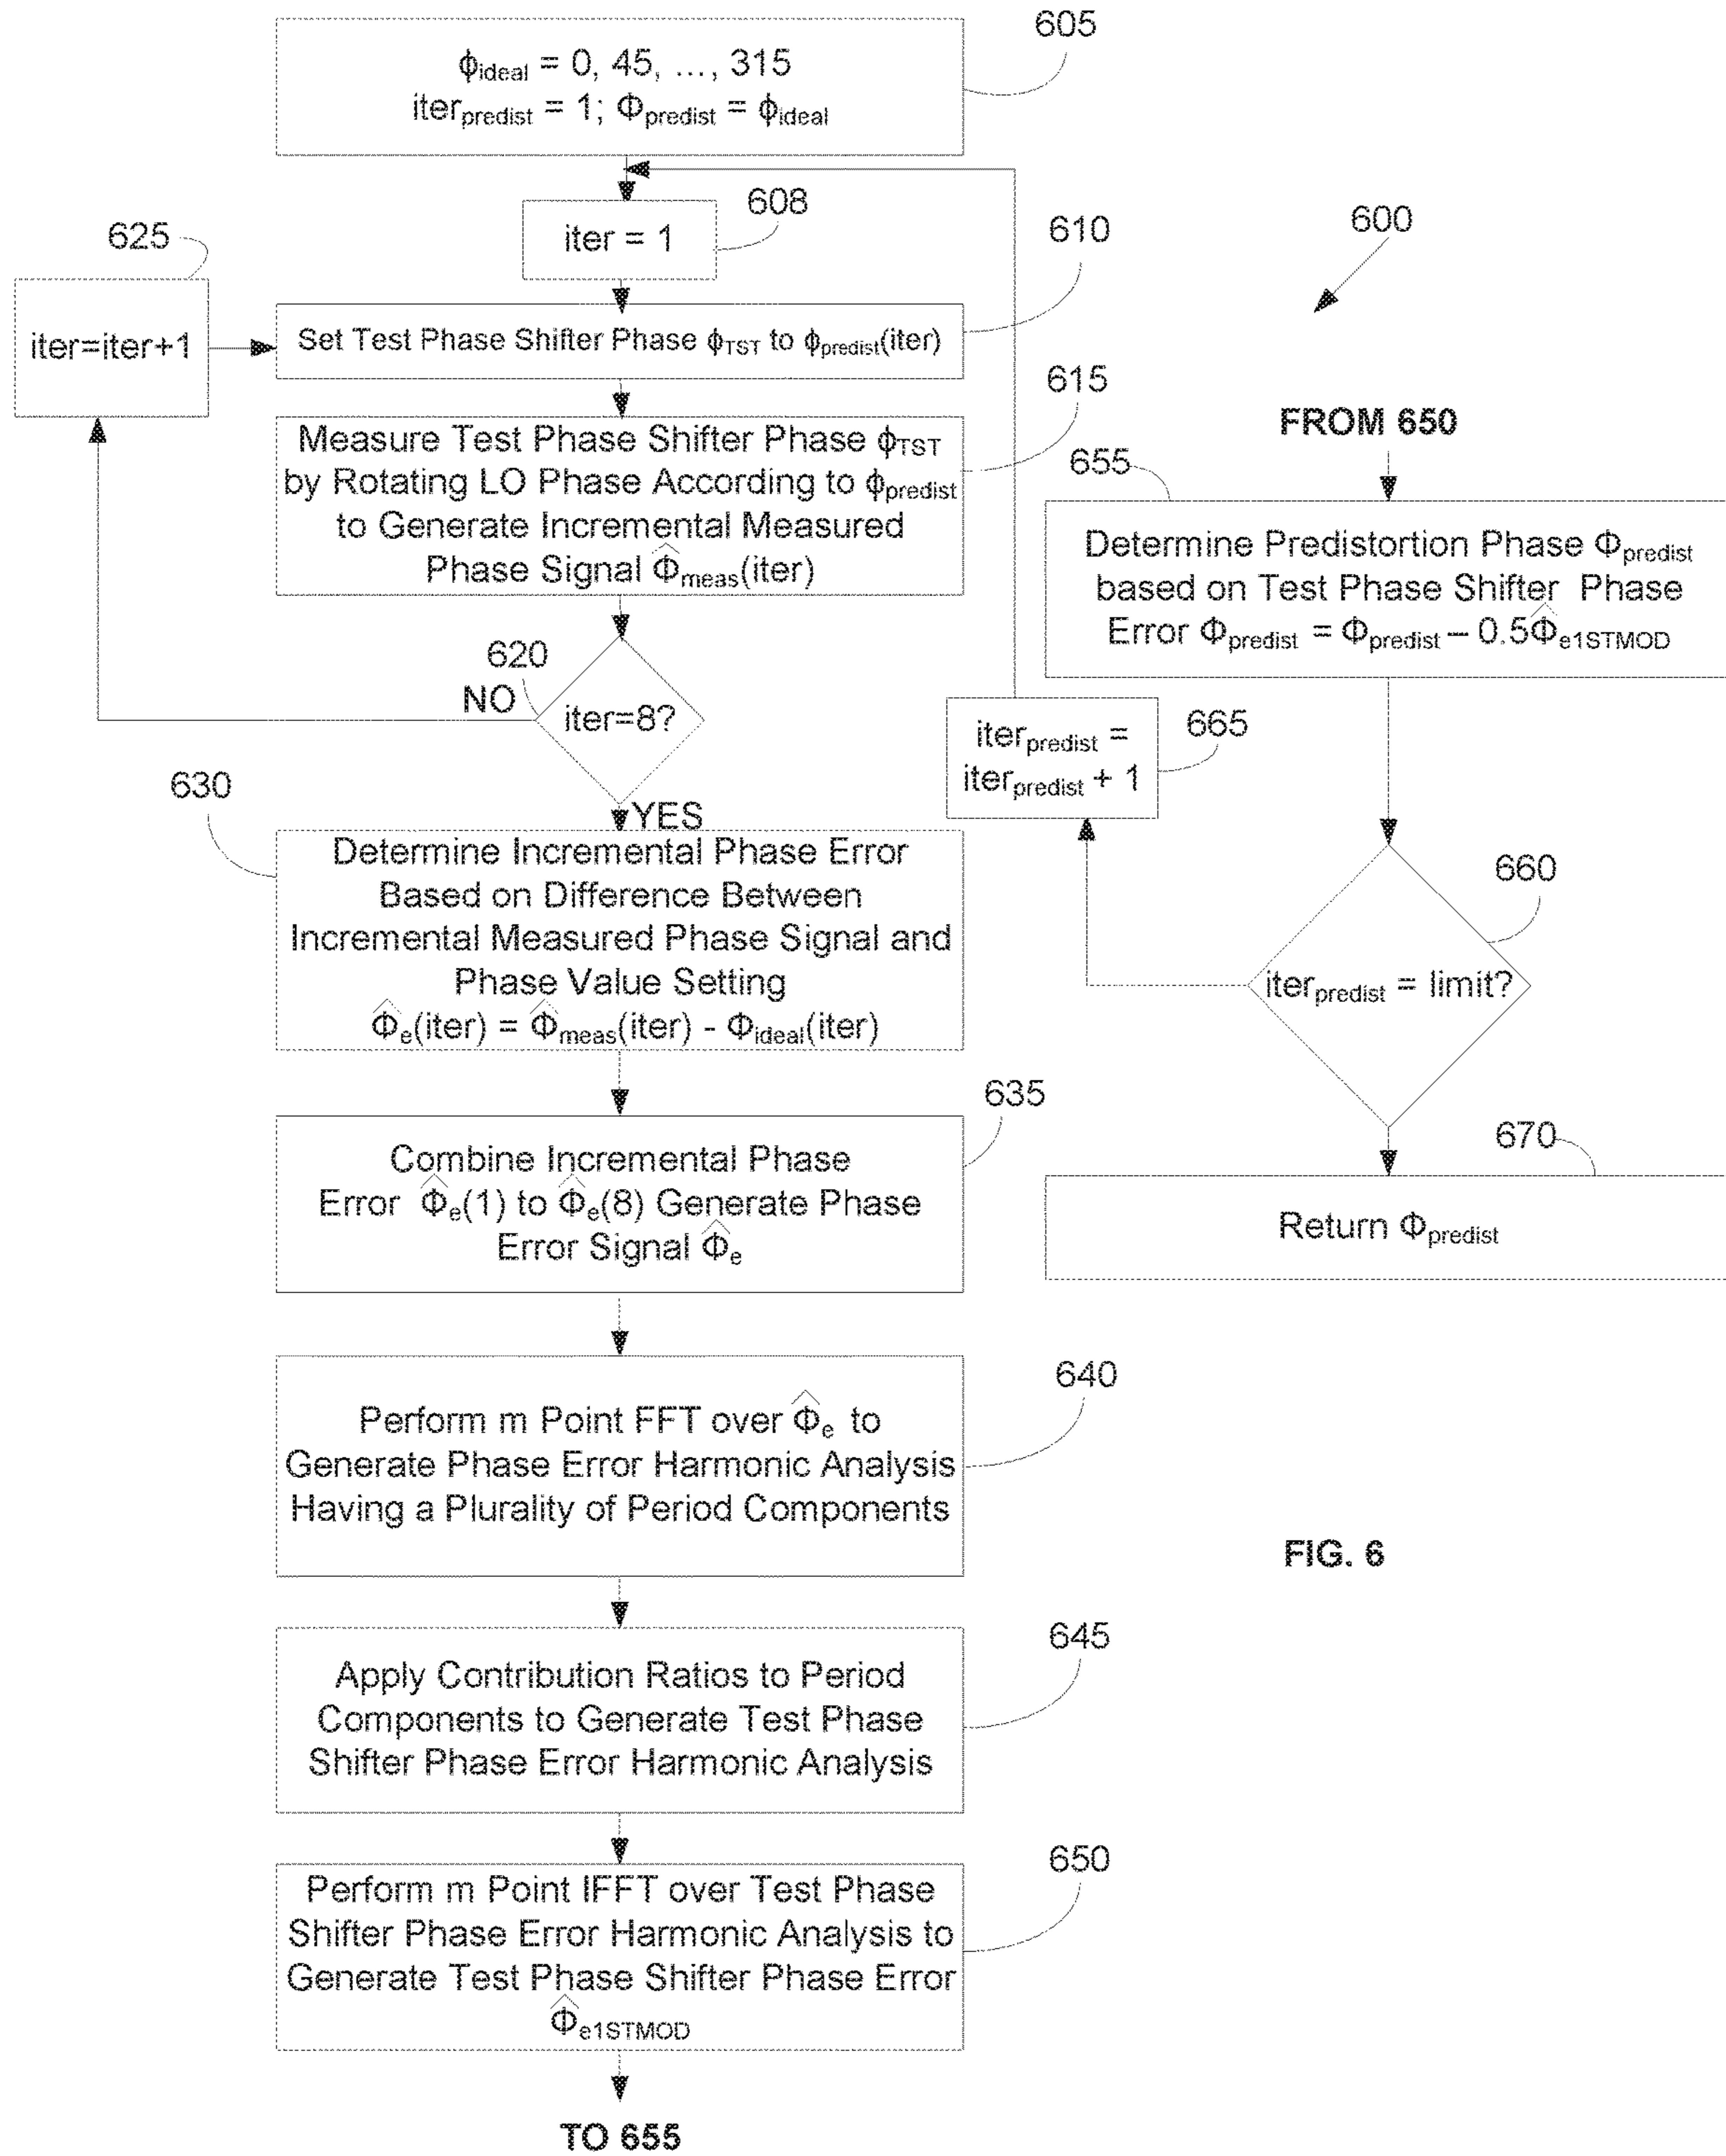 605
ϕideal = 0, 45, ..., 315
iterpredist = 1; Φpredist = ϕideal
608
iter = 1
625
iter=iter+1
610
Set Test Phase Shifter Phase ϕTST to ϕpredist(iter)
600
615
Measure Test Phase Shifter Phase ϕTST
by Rotating LO Phase According to ϕpredist
to Generate Incremental Measured
Phase Signal Φ̂meas(iter)
620
NO
iter=8?
YES
630
Determine Incremental Phase Error
Based on Difference Between
Incremental Measured Phase Signal and
Phase Value Setting
Φ̂e(iter) = Φ̂meas(iter) - Φideal(iter)
635
Combine Incremental Phase
Error Φ̂e(1) to Φ̂e(8) Generate Phase
Error Signal Φ̂e
640
Perform m Point FFT over Φ̂e to
Generate Phase Error Harmonic Analysis
Having a Plurality of Period Components
645
Apply Contribution Ratios to Period
Components to Generate Test Phase
Shifter Phase Error Harmonic Analysis
650
Perform m Point IFFT over Test Phase
Shifter Phase Error Harmonic Analysis to
Generate Test Phase Shifter Phase Error
Φ̂e1STMOD
TO 655
FROM 650
655
Determine Predistortion Phase Φpredist
based on Test Phase Shifter Phase
Error Φpredist = Φpredist – 0.5Φ̂e1STMOD
665
iterpredist =
iterpredist + 1
660
iterpredist = limit?
670
Return Φpredist
FIG. 6